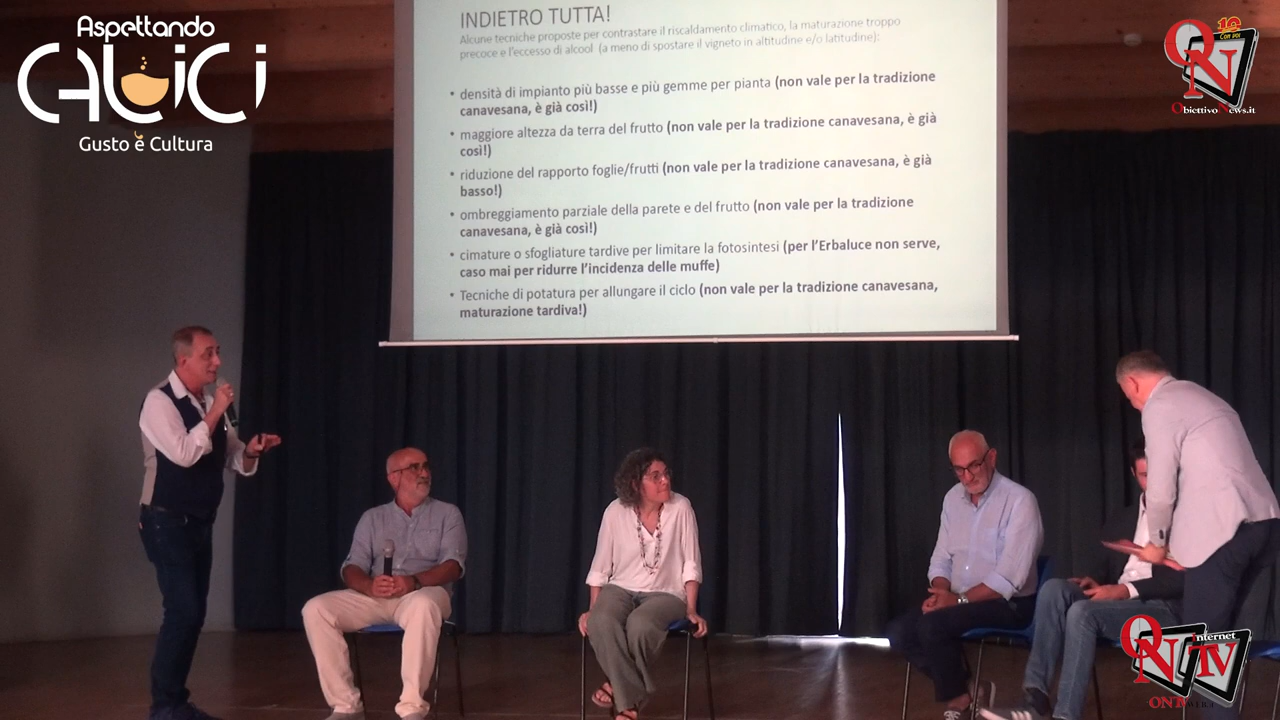 Aspettando
CALICI
Gusto è Cultura
INDIETRO TUTTA!
Alcune tecniche proposte per contrastare il riscaldamento climatico, la maturazione troppo
precoce e l'eccesso di alcool (a meno di spostare il vigneto in altitudine e/o latitudine):
• densità di impianto più basse e più gemme per pianta (non vale per la tradizione
canavesana, è già così!)
• maggiore altezza da terra del frutto (non vale per la tradizione canavesana, è già
così!)
• riduzione del rapporto foglie/frutti (non vale per la tradizione canavesana, è già
basso!)
• ombreggiamento parziale della parete e del frutto (non vale per la tradizione
canavesana, è già così!)
• cimature o sfogliature tardive per limitare la fotosintesi (per l'Erbaluce non serve,
caso mai per ridurre l'incidenza delle muffe)
• Tecniche di potatura per allungare il ciclo (non vale per la tradizione canavesana,
maturazione tardiva!)
ON
ObiettivoNews.it
internet
ON TV